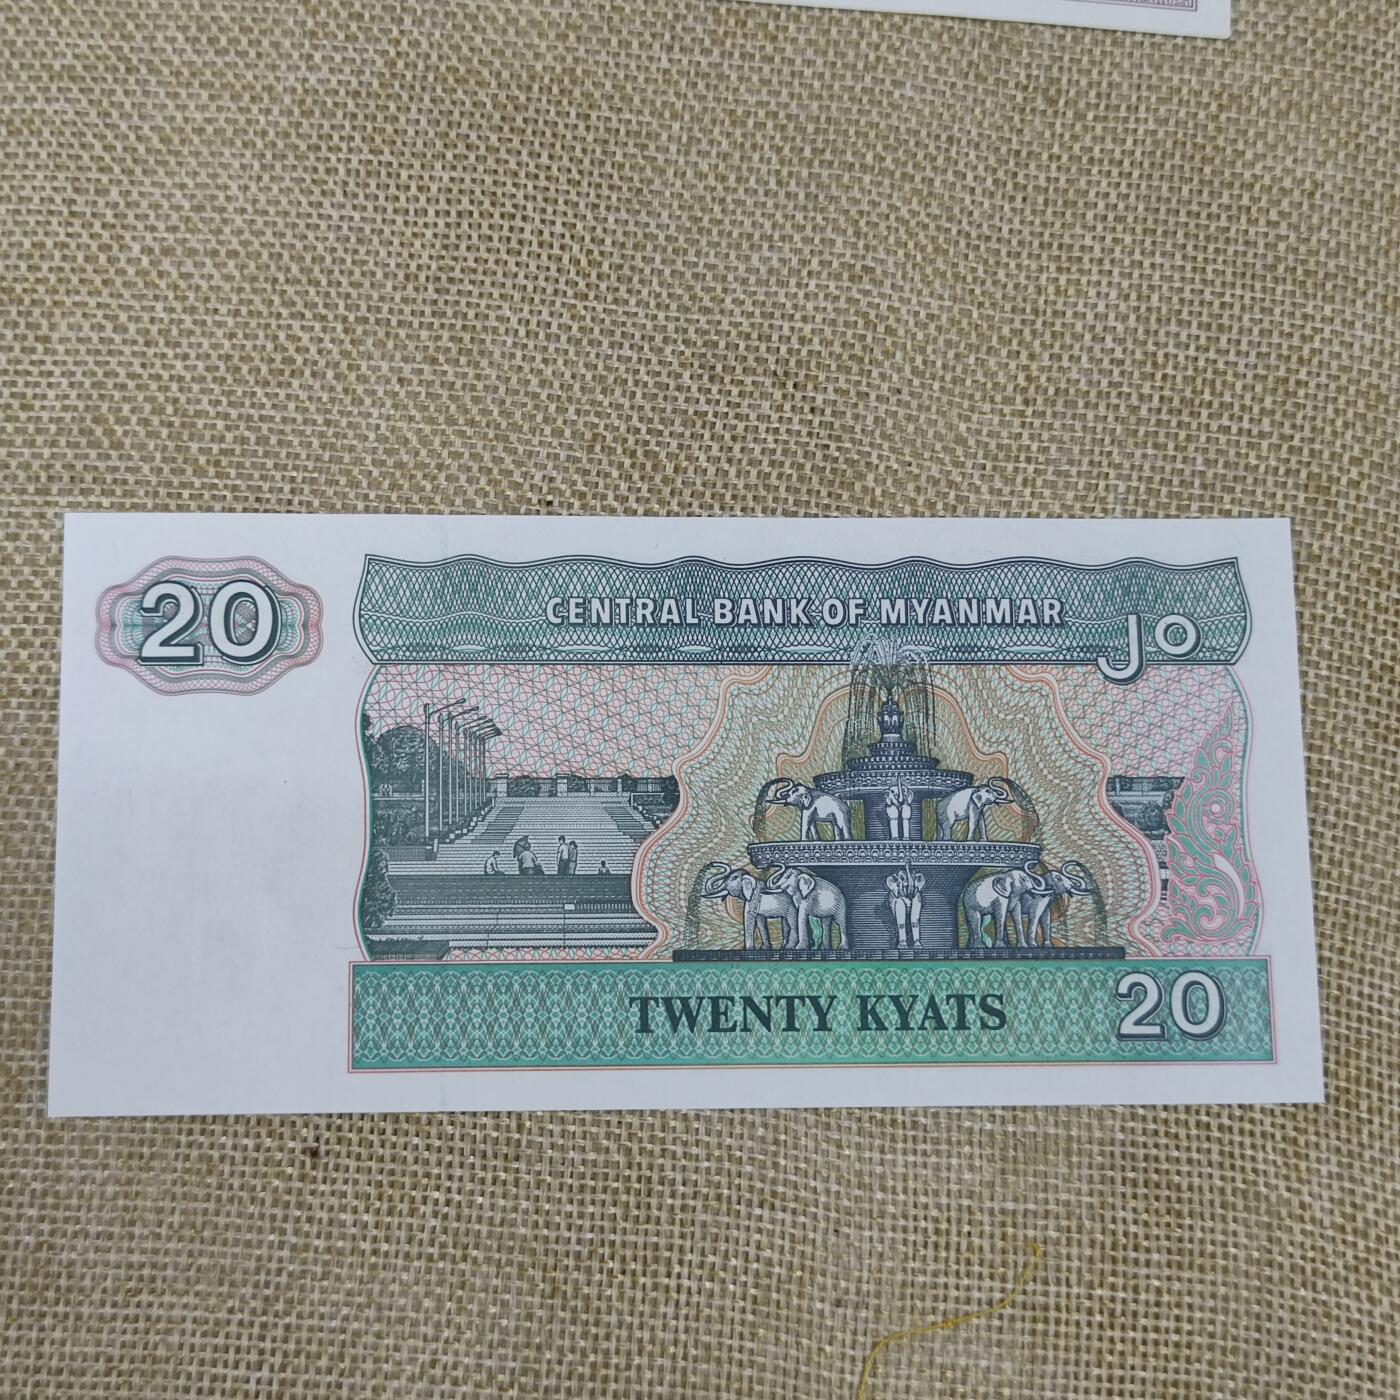 20
CENTRAL BANK OF MYANMAR
၂၀
TWENTY KYATS
20